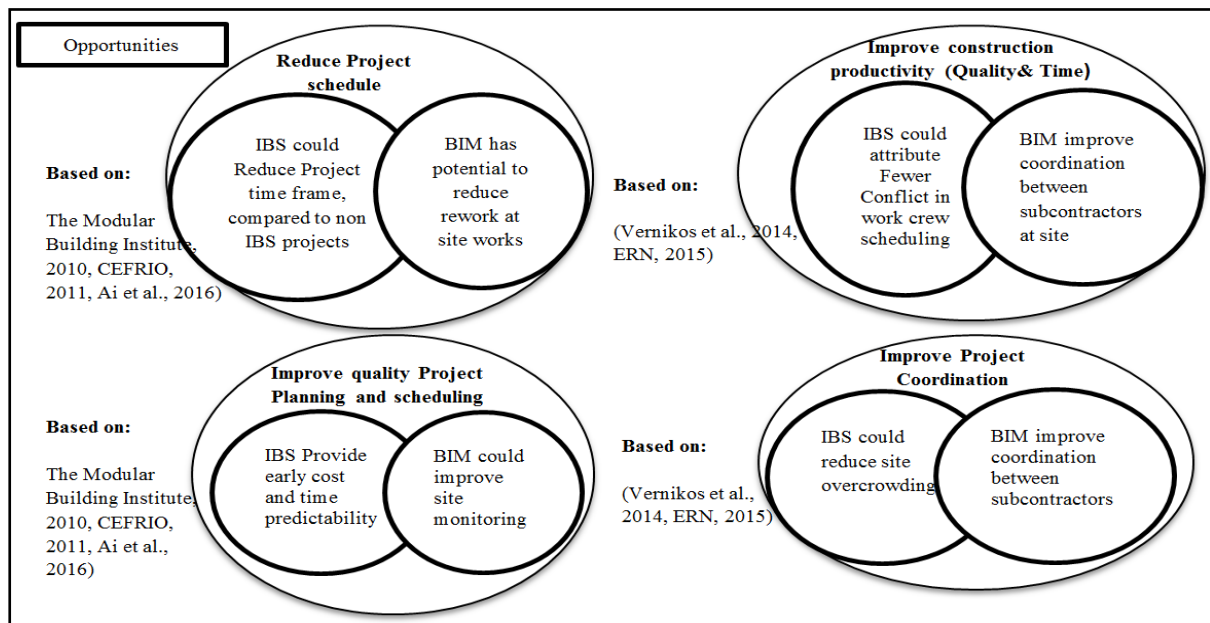 Opportunities
Reduce Project
schedule
Based on:
The Modular
Building Institute,
2010, CEFRIO,
2011, Ai et al., 2016)
IBS could
Reduce Project
time frame,
compared to non
IBS projects
BIM has
potential to
reduce
rework at
site works
Improve construction
productivity (Quality& Time)
Based on:
(Vernikos et al., 2014,
ERN, 2015)
IBS could
attribute
Fewer
Conflict in
work crew
scheduling
BIM improve
coordination
between
subcontractors
at site
Improve quality Project
Planning and scheduling
Based on:
The Modular
Building Institute,
2010, CEFRIO,
2011, Ai et al.,
2016)
IBS Provide
early cost
and time
predictability
BIM could
improve
site
monitoring
Improve Project
Coordination
Based on:
(Vernikos et al.,
2014, ERN, 2015)
IBS could
reduce site
overcrowding
BIM improve
coordination
between
subcontractors